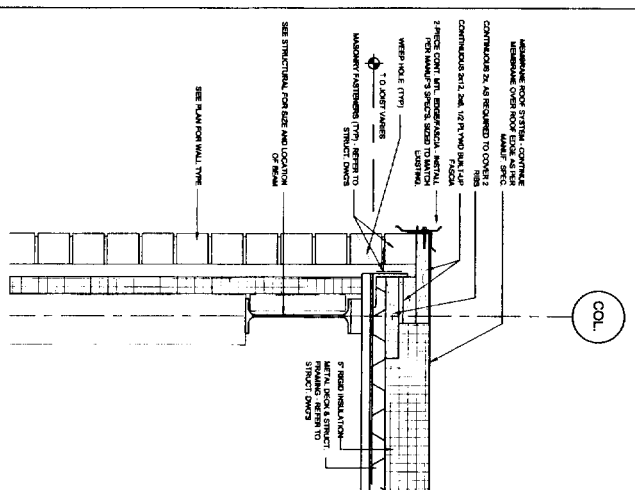 MEMBRANE ROOF SYSTEM - CONTINUE
MEMBRANE OVER ROOF EDGE AS PER
MANUF. SPEC.
CONTINUOUS 2x, AS REQUIRED TO COVER 2
RIBS
CONTINUOUS 2x12, 2x8, 1/2 PLYWD BUILT-UP
FASCIA
2-PIECE CONT. MTL. EDGE/FASCIA - INSTALL
PER MANUF'S SPEC'S, SIZED TO MATCH
EXISTING.
WEEP HOLE (TYP)
T.O. JOIST VARIES
MASONRY FASTENERS (TYP) - REFER TO
STRUCT. DWG'S
SEE STRUCTURAL FOR SIZE AND LOCATION
OF BEAM
SEE PLAN FOR WALL TYPE
COL.
5" RIGID INSULATION
METAL DECK & STRUCT.
FRAMING - REFER TO
STRUCT. DWG'S